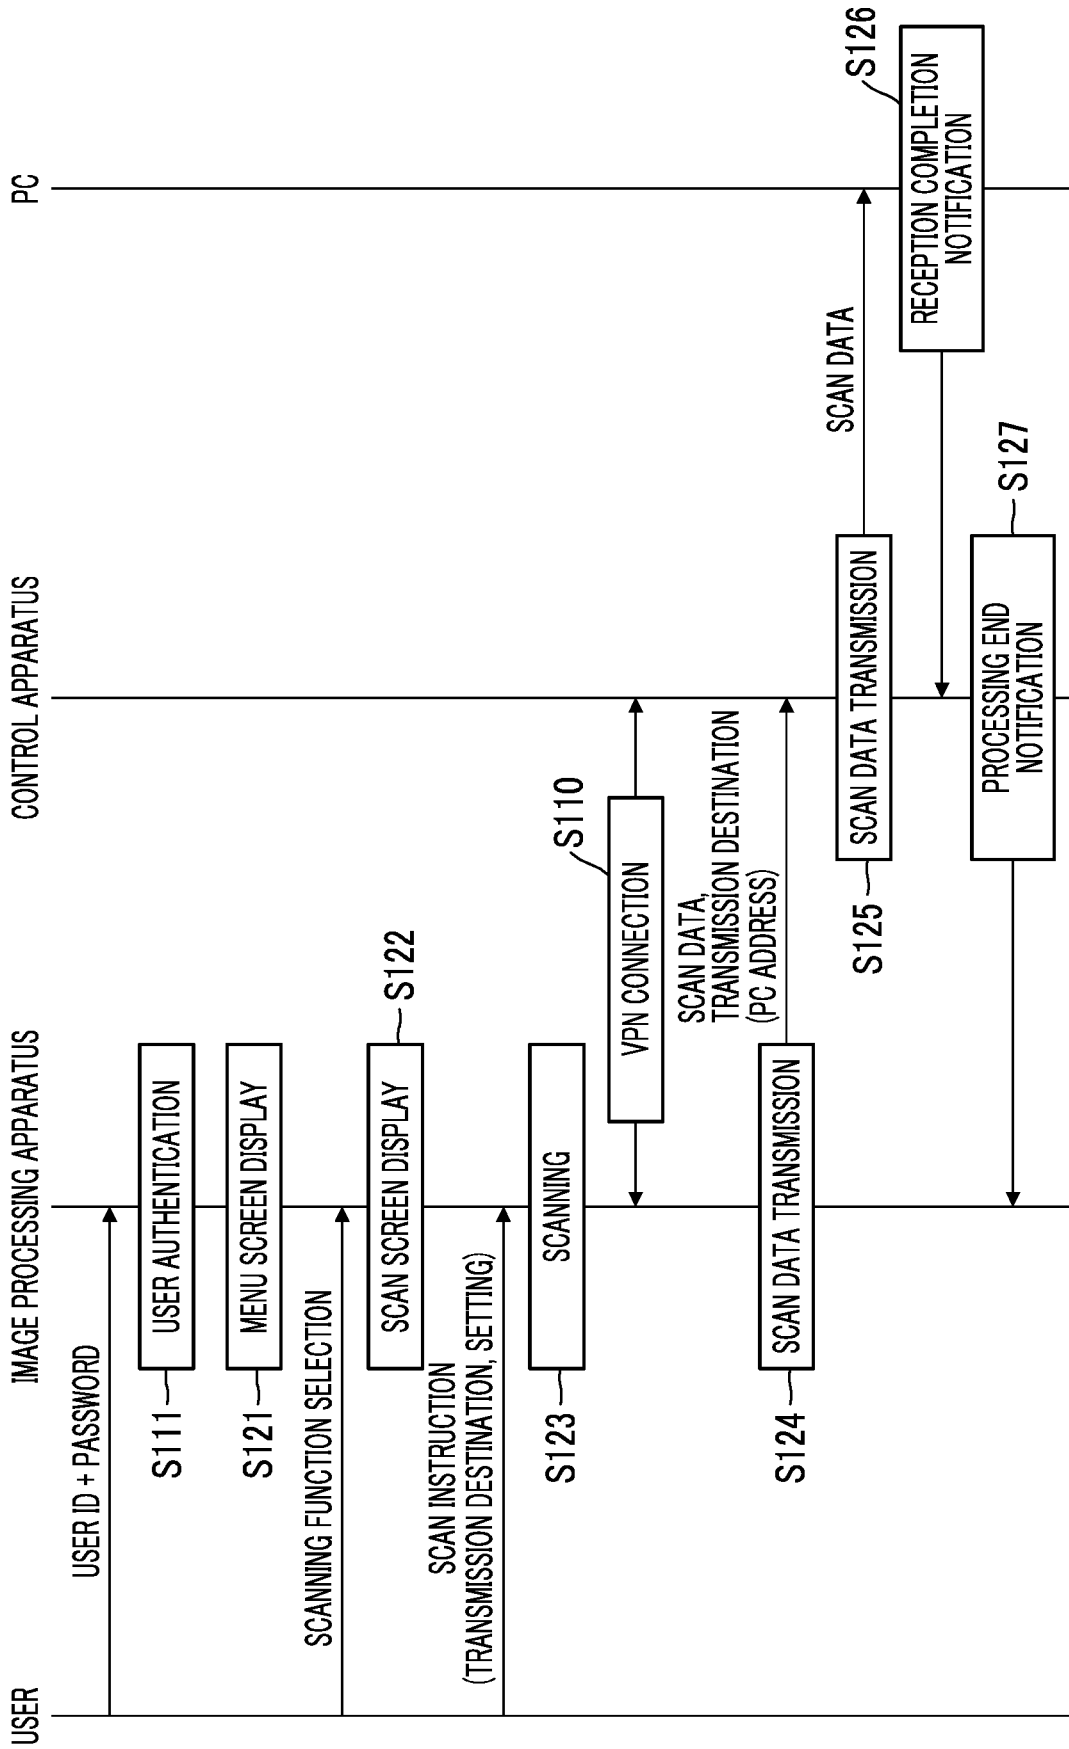 USER
IMAGE PROCESSING APPARATUS
CONTROL APPARATUS
PC
USER ID + PASSWORD
USER AUTHENTICATION
S111
MENU SCREEN DISPLAY
S121
SCANNING FUNCTION SELECTION
SCAN SCREEN DISPLAY
S122
SCAN INSTRUCTION
(TRANSMISSION DESTINATION, SETTING)
SCANNING
S123
VPN CONNECTION
S110
SCAN DATA,
TRANSMISSION DESTINATION
(PC ADDRESS)
SCAN DATA TRANSMISSION
S124
SCAN DATA TRANSMISSION
S125
SCAN DATA
RECEPTION COMPLETION
NOTIFICATION
S126
PROCESSING END
NOTIFICATION
S127